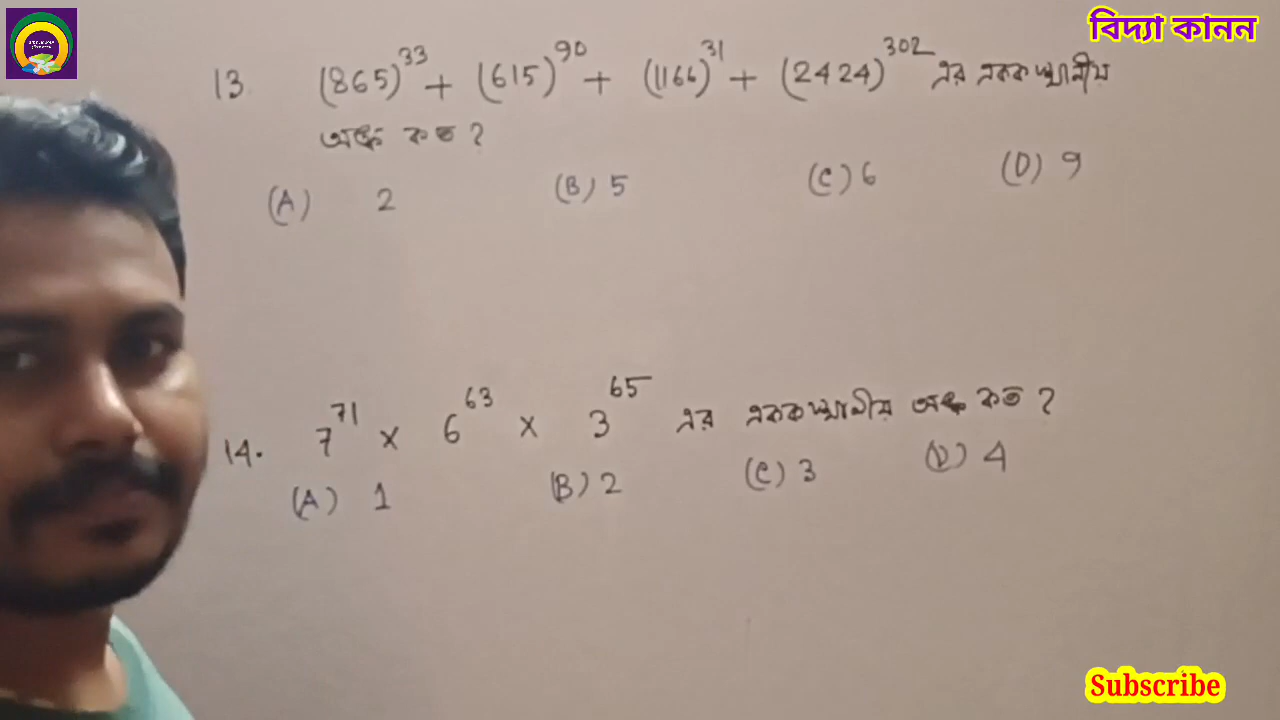 বিদ্যা কানন
13. (865)^33 + (615)^90 + (1166)^31 + (2424)^302 এর একক স্থানীয়
অঙ্ক কত ?
(A) 2 (B) 5 (C) 6 (D) 9
14. 7^71 × 6^63 × 3^65 এর একক স্থানীয় অঙ্ক কত ?
(A) 1 (B) 2 (C) 3 (D) 4
Subscribe